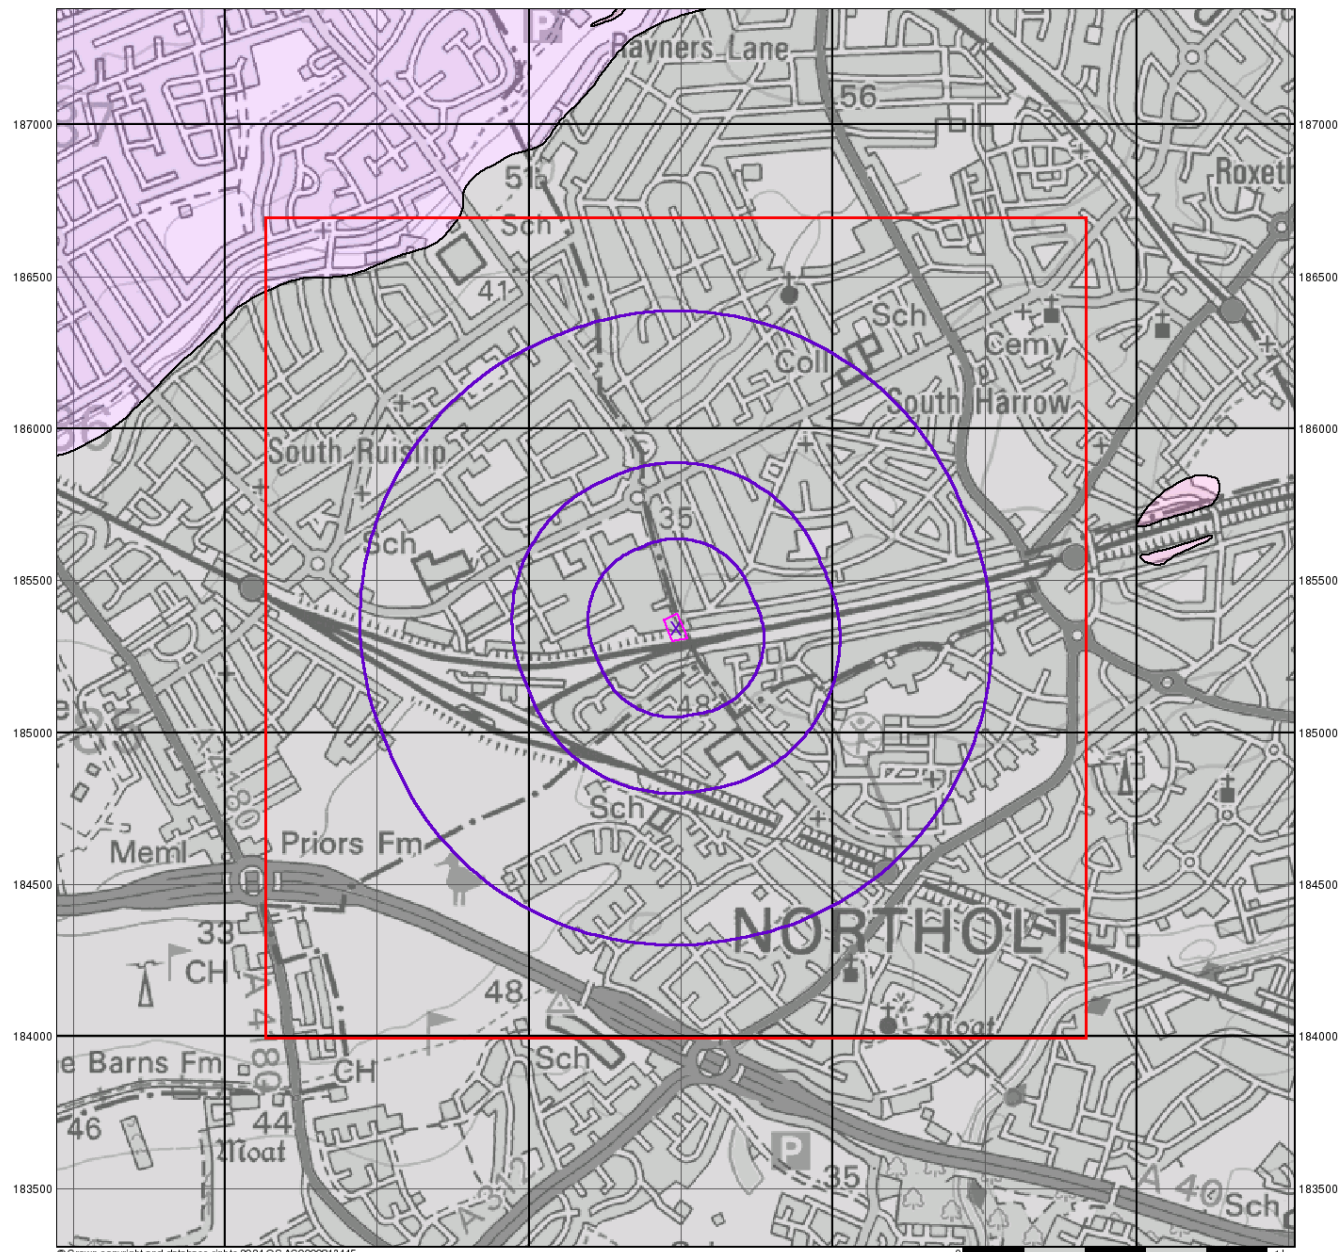 Rayners Lane
56
187000
187000
51
Roxeth
Sch
186500
41
186500
Sch
Cemy
Coll
South Harrow
186000
186000
South Ruislip
35
Sch
185500
185500
48
185000
185000
Sch
Meml
Priors Fm
184500
184500
33
NORTHOLT
CH
48
184000
Moat
184000
e Barns Fm
CH
Sch
46
44
Moat
P
35
183500
A 312
A 40
Sch
183500